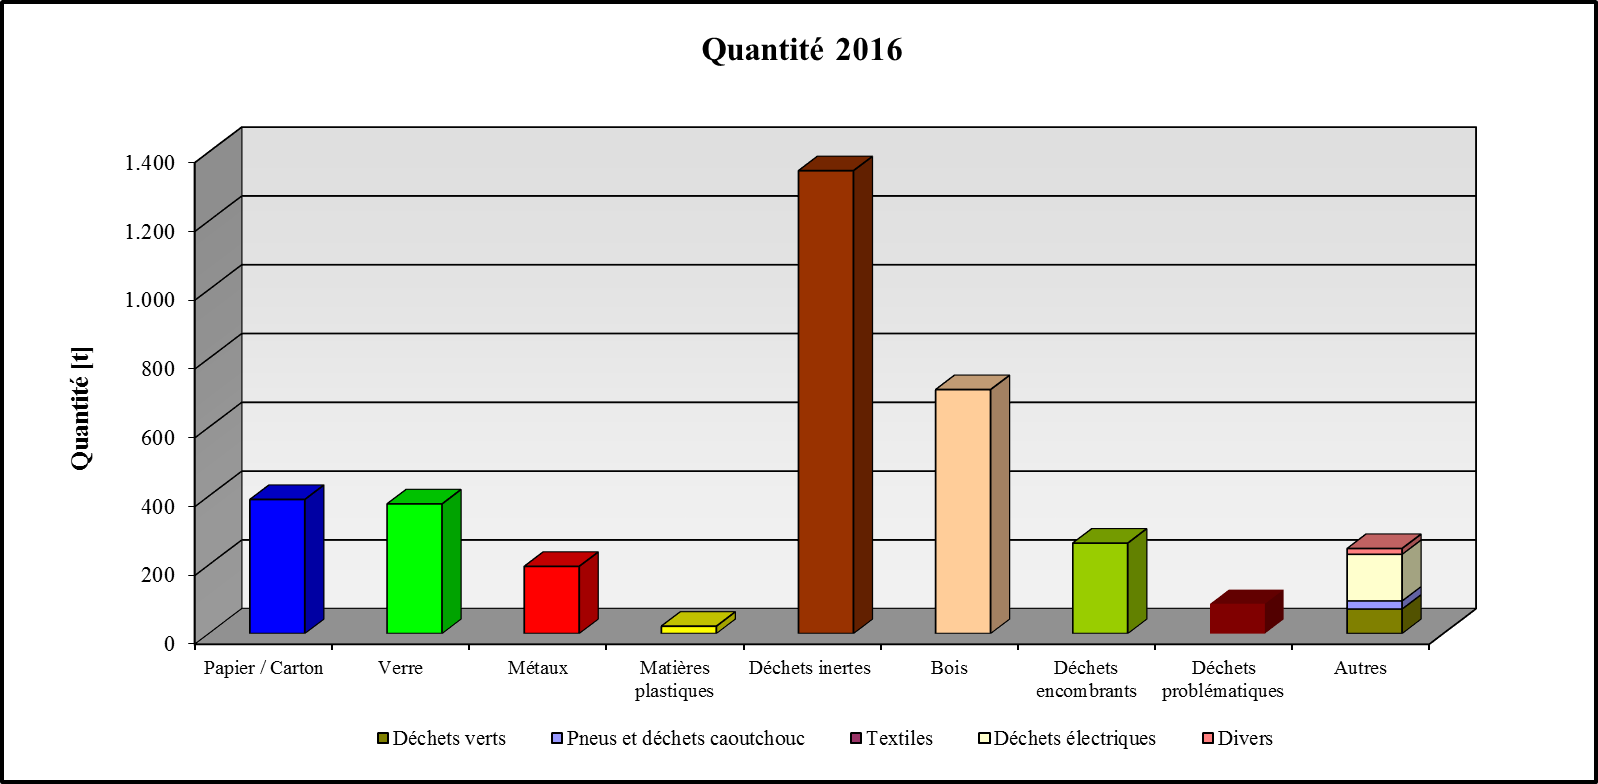 Quantité 2016
Quantité [t]
1.400
1.200
1.000
800
600
400
200
0
Papier / Carton
Verre
Métaux
Matières
plastiques
Déchets inertes
Bois
Déchets
encombrants
Déchets
problématiques
Autres
Déchets verts
Pneus et déchets caoutchouc
Textiles
Déchets électriques
Divers